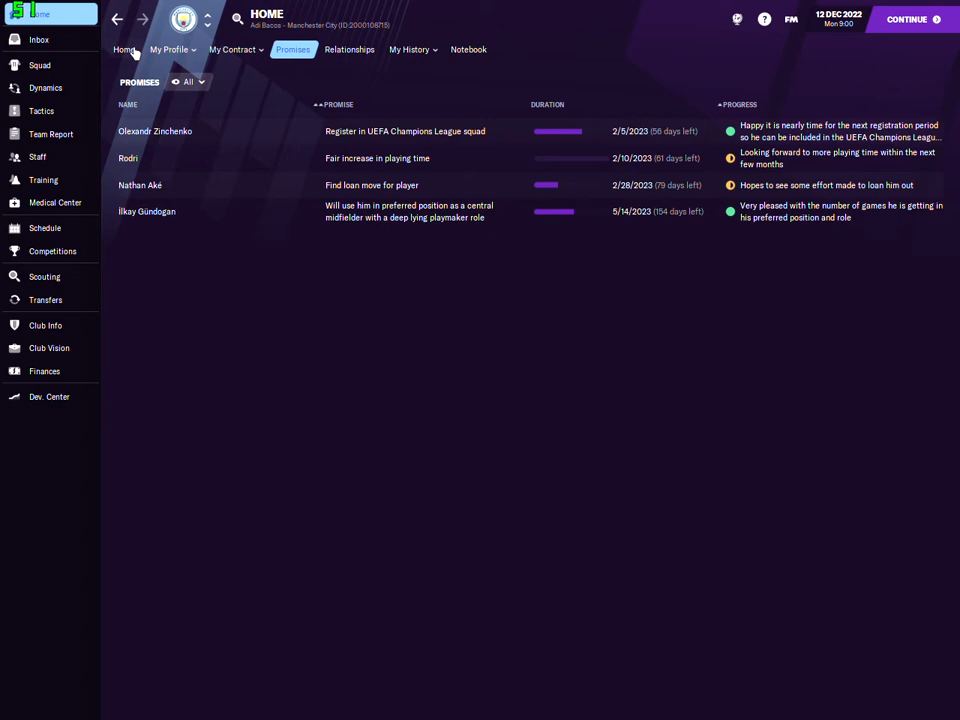 51
Home
HOME
Adi Bacos - Manchester City (ID:2000106715)
FM
12 DEC 2022
Mon 9:00
CONTINUE
Home
My Profile
My Contract
Promises
Relationships
My History
Notebook
Inbox
Squad
Dynamics
Tactics
Team Report
Staff
Training
Medical Center
Schedule
Competitions
Scouting
Transfers
Club Info
Club Vision
Finances
Dev. Center
PROMISES
All
NAME
PROMISE
DURATION
PROGRESS
Olexandr Zinchenko
Register in UEFA Champions League squad
2/5/2023 (56 days left)
Happy it is nearly time for the next registration period
so he can be included in the UEFA Champions Leagu...
Rodri
Fair increase in playing time
2/10/2023 (61 days left)
Looking forward to more playing time within the next
few months
Nathan Aké
Find loan move for player
2/28/2023 (79 days left)
Hopes to see some effort made to loan him out
İlkay Gündogan
Will use him in preferred position as a central
midfielder with a deep lying playmaker role
5/14/2023 (154 days left)
Very pleased with the number of games he is getting in
his preferred position and role